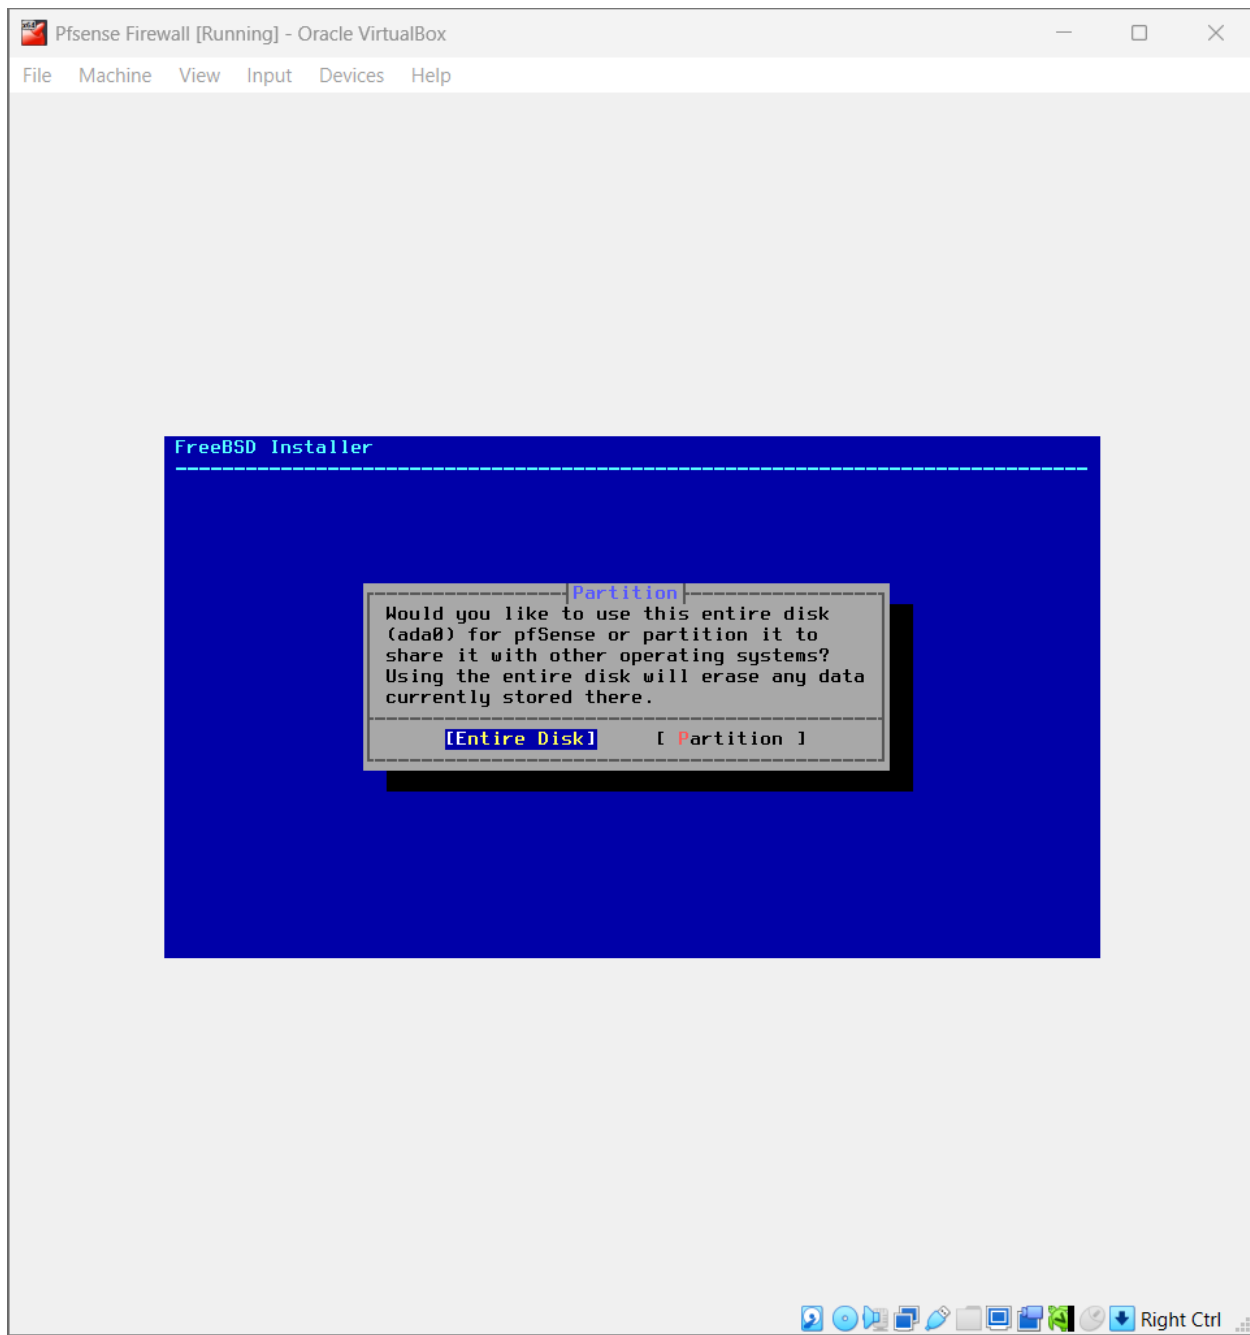 Pfsense Firewall [Running] - Oracle VirtualBox
File Machine View Input Devices Help
FreeBSD Installer
Partition
Would you like to use this entire disk
(ada0) for pfSense or partition it to
share it with other operating systems?
Using the entire disk will erase any data
currently stored there.
[Entire Disk] [ Partition ]
Right Ctrl